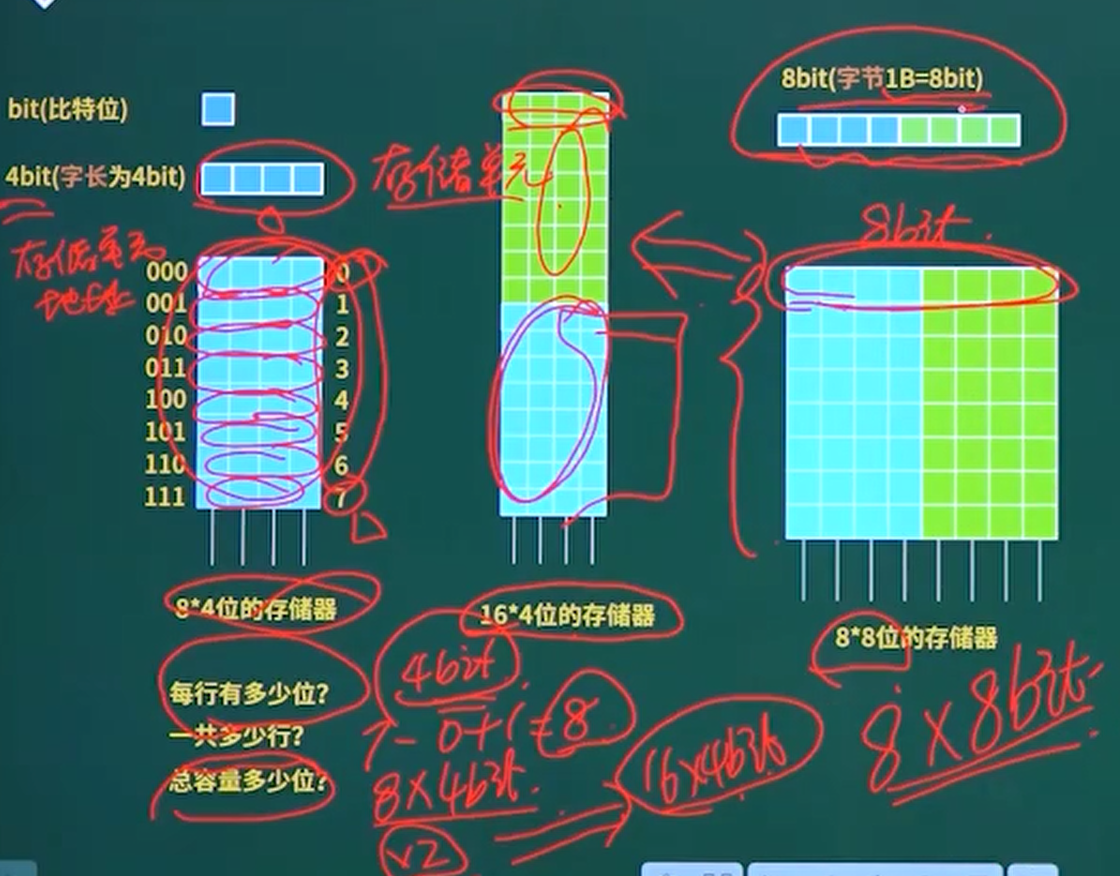 8bit(字节1B=8bit)
bit(比特位)
4bit(字长为4bit)
存储单元
8bit.
存储单元
地址
000 0
001 1
010 2
011 3
100 4
101 5
110 6
111 7
8*4位的存储器
16*4位的存储器
8*8位的存储器
每行有多少位?
4bit
一共多少行?
7-0+1=8
总容量多少位?
8×4bit.
×2
16×4bit
8×8bit.